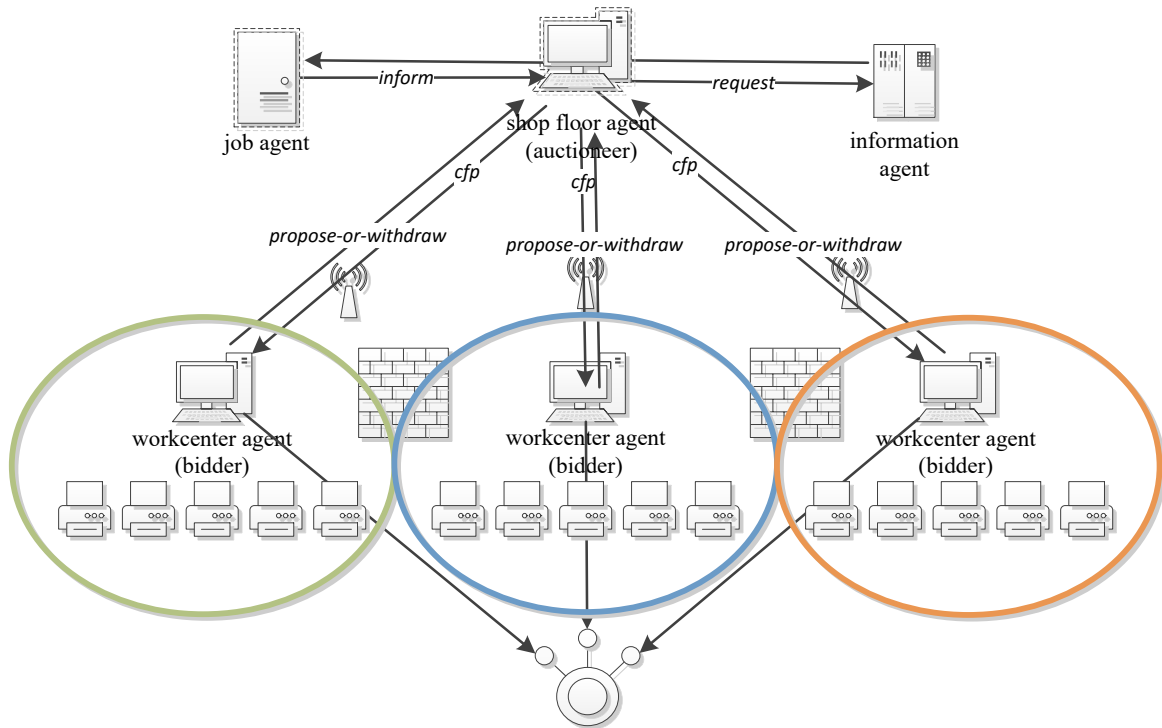 inform
request
job agent
shop floor agent
(auctioneer)
information
agent
cfp
cfp
cfp
propose-or-withdraw
propose-or-withdraw
propose-or-withdraw
workcenter agent
(bidder)
workcenter agent
(bidder)
workcenter agent
(bidder)